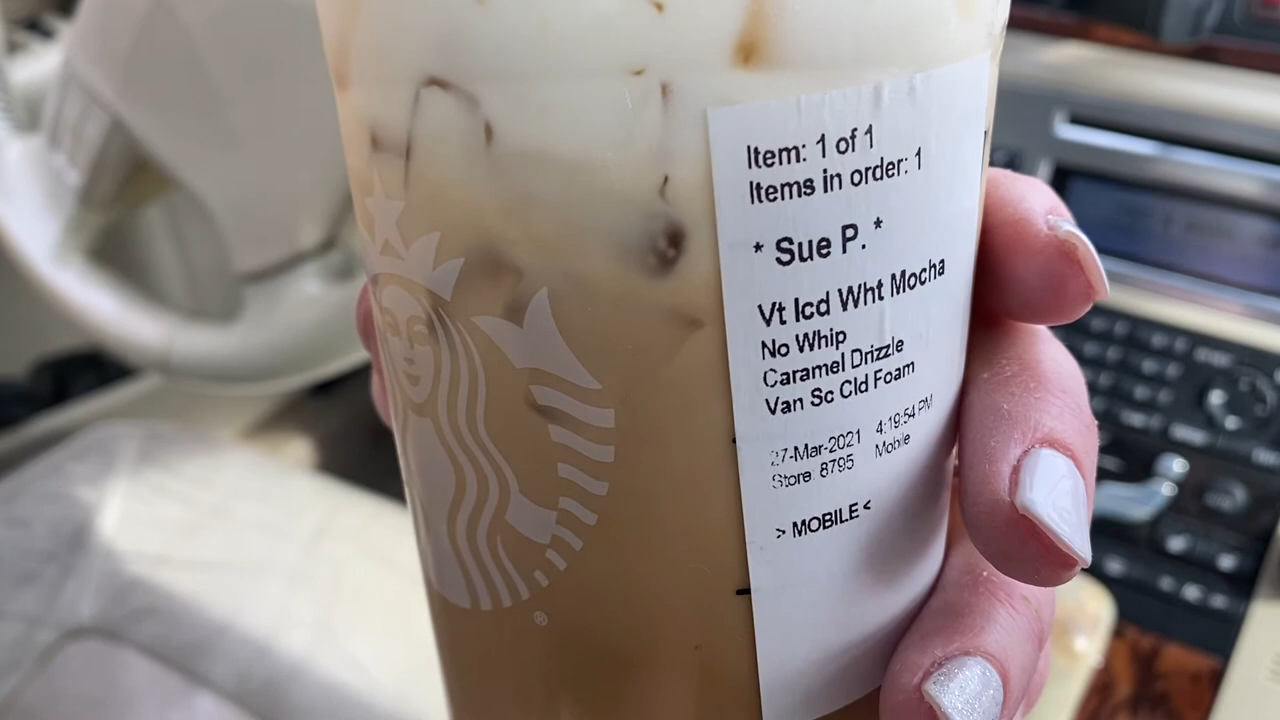 Item: 1 of 1
Items in order: 1
* Sue P. *
Vt Icd Wht Mocha
No Whip
Caramel Drizzle
Van Sc Cld Foam
27-Mar-2021 4:19:54 PM
Store: 8795 Mobile
> MOBILE <
®